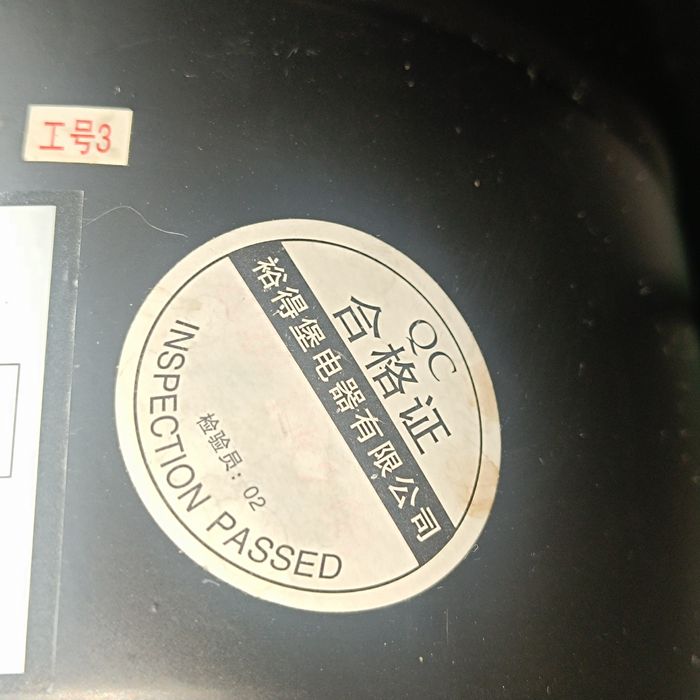 工号3
QC
合格证
裕得堡电器有限公司
检验员：02
INSPECTION PASSED